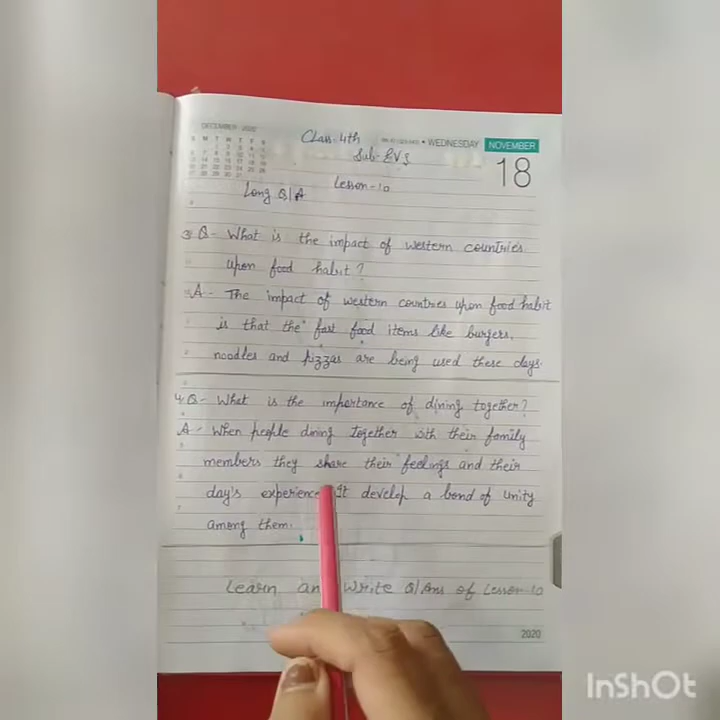 DECEMBER 2020
Class-4th
WEDNESDAY NOVEMBER
Sub- E.V.S
18
Lesson-10
Long Q/A
3 Q- What is the impact of western countries
upon food habit?
A- The impact of western countries upon food habit
is that the fast food items like burgers,
noodles and pizzas are being used these days.
4. Q- What is the importance of dining together?
A- When people dining together with their family
members they share their feelings and their
day's experience It develop a bond of unity
among them.
Learn an Write Q/Ans of Lesson-10
2020
InShOt